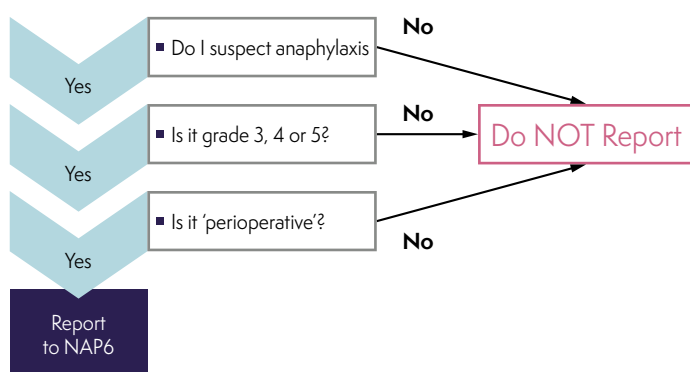 No
▪ Do I suspect anaphylaxis
Yes
No
▪ Is it grade 3, 4 or 5?
Do NOT Report
Yes
▪ Is it ‘perioperative’?
No
Yes
Report
to NAP6